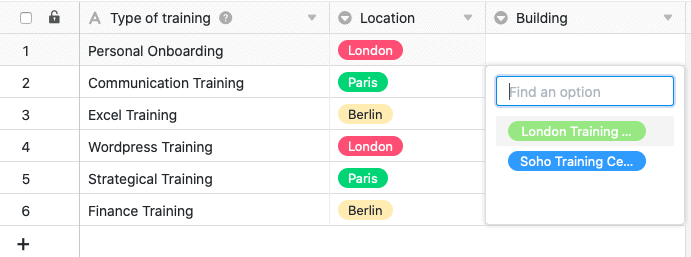 A Type of training ? Location Building
1 Personal Onboarding London
2 Communication Training Paris
Find an option
3 Excel Training Berlin
London Training ...
4 Wordpress Training London
Soho Training Ce...
5 Strategical Training Paris
6 Finance Training Berlin
+